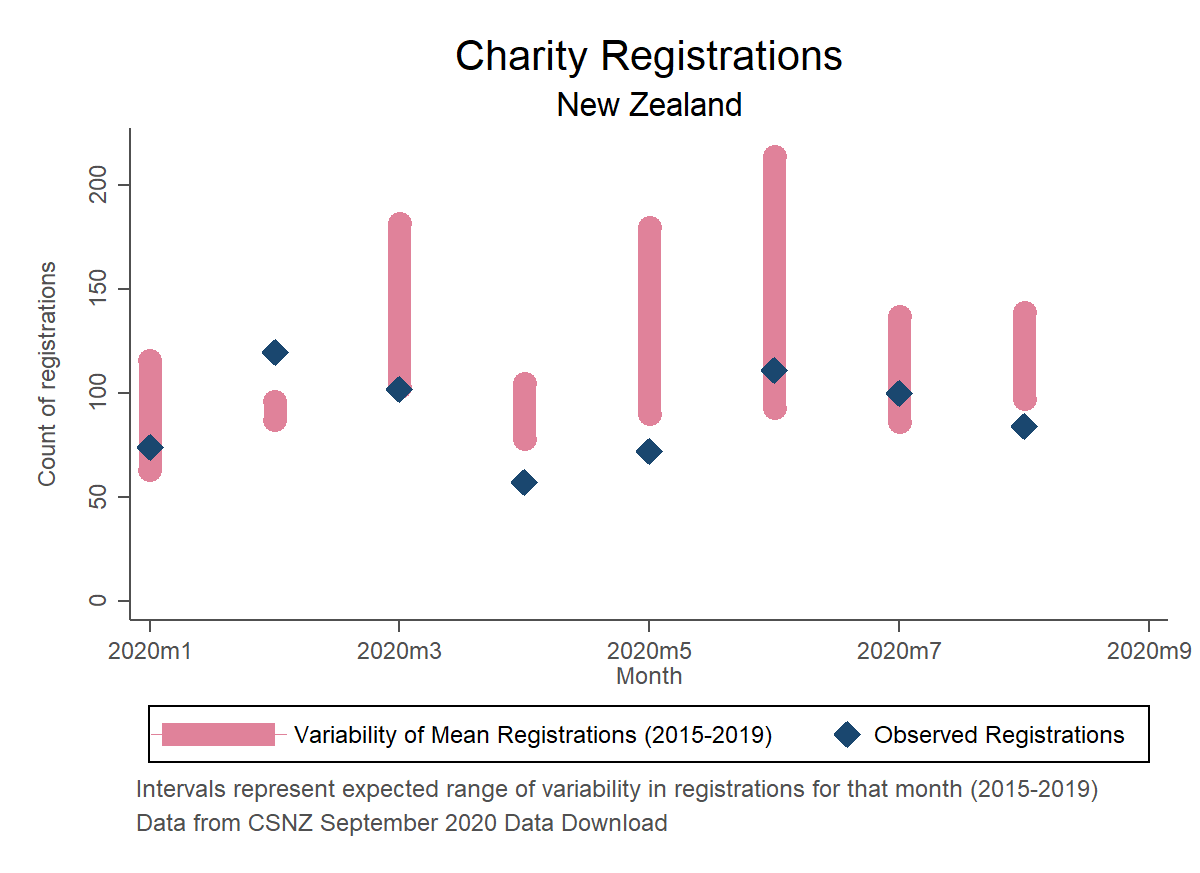 Charity Registrations
New Zealand
Count of registrations
200
150
100
50
0
2020m1 2020m3 2020m5 2020m7 2020m9
Month
Variability of Mean Registrations (2015-2019) Observed Registrations
Intervals represent expected range of variability in registrations for that month (2015-2019)
Data from CSNZ September 2020 Data Download